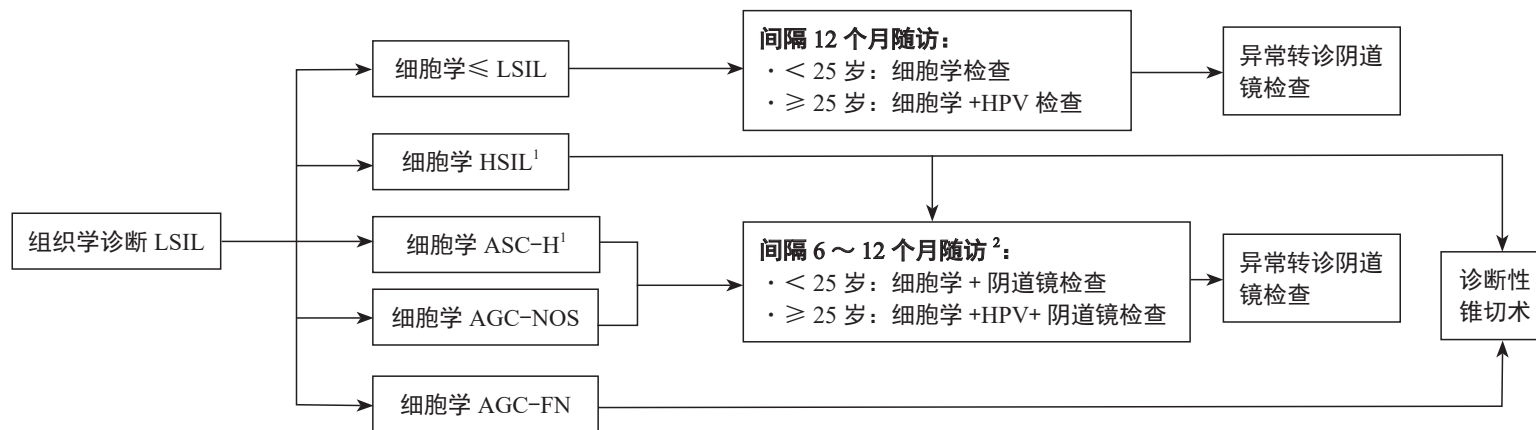 组织学诊断 LSIL
细胞学≤ LSIL
间隔 12 个月随访：
· < 25 岁：细胞学检查
· ≥ 25 岁：细胞学 +HPV 检查
异常转诊阴道
镜检查
细胞学 HSIL¹
细胞学 ASC-H¹
细胞学 AGC-NOS
间隔 6～12 个月随访 ²：
· < 25 岁：细胞学 + 阴道镜检查
· ≥ 25 岁：细胞学 +HPV+ 阴道镜检查
异常转诊阴道
镜检查
细胞学 AGC-FN
诊断性
锥切术